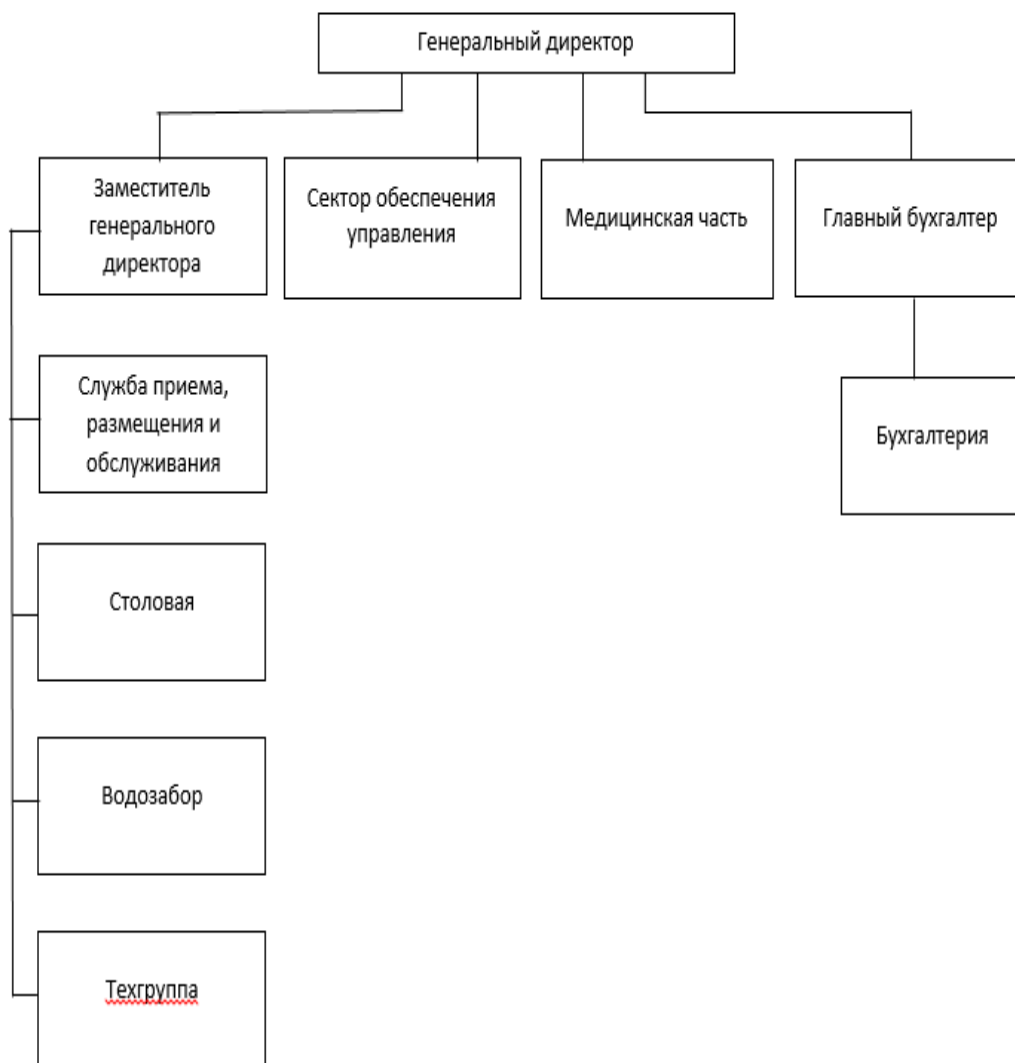 Генеральный директор
Заместитель
генерального
директора
Сектор обеспечения
управления
Медицинская часть
Главный бухгалтер
Служба приема,
размещения и
обслуживания
Бухгалтерия
Столовая
Водозабор
Техгруппа